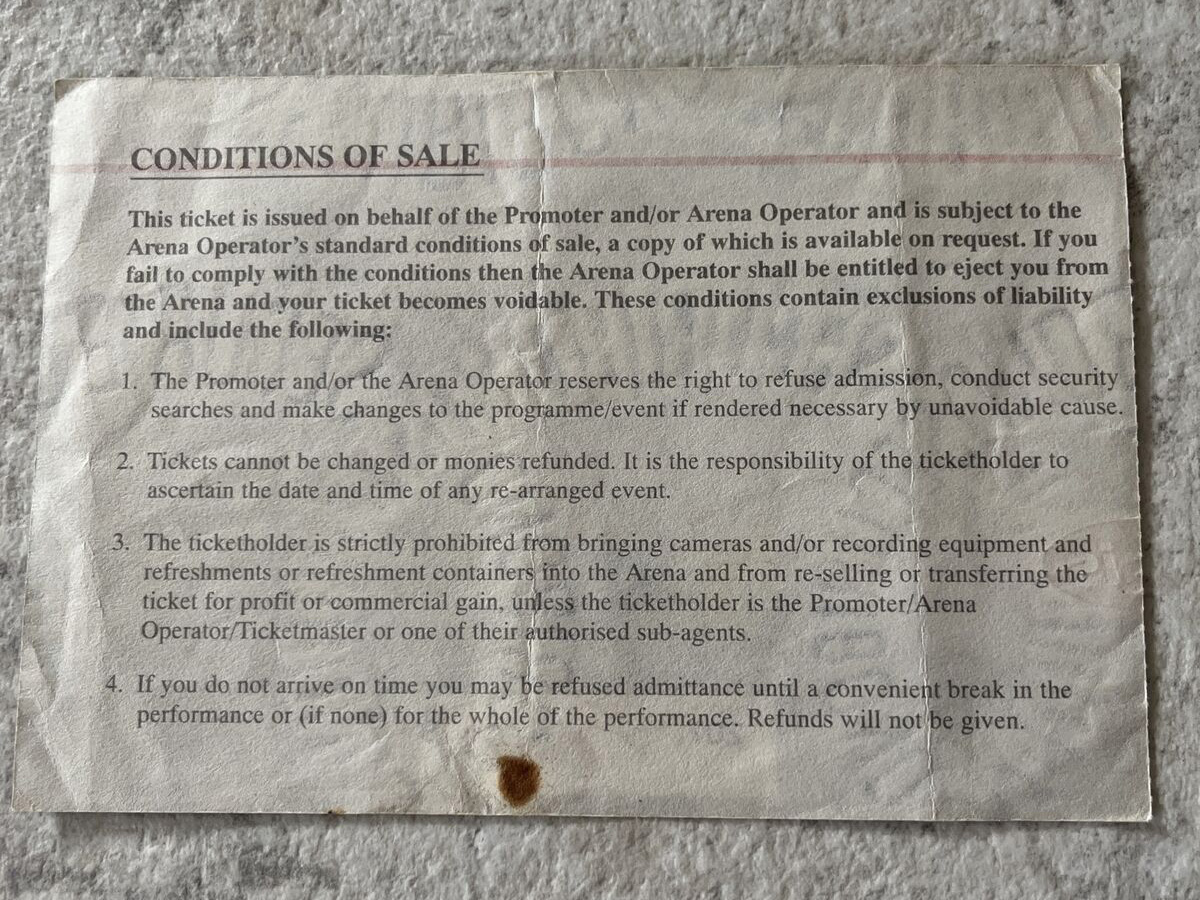 CONDITIONS OF SALE
This ticket is issued on behalf of the Promoter and/or Arena Operator and is subject to the
Arena Operator's standard conditions of sale, a copy of which is available on request. If you
fail to comply with the conditions then the Arena Operator shall be entitled to eject you from
the Arena and your ticket becomes voidable. These conditions contain exclusions of liability
and include the following:
1. The Promoter and/or the Arena Operator reserves the right to refuse admission, conduct security
searches and make changes to the programme/event if rendered necessary by unavoidable cause.
2. Tickets cannot be changed or monies refunded. It is the responsibility of the ticketholder to
ascertain the date and time of any re-arranged event.
3. The ticketholder is strictly prohibited from bringing cameras and/or recording equipment and
refreshments or refreshment containers into the Arena and from re-selling or transferring the
ticket for profit or commercial gain, unless the ticketholder is the Promoter/Arena
Operator/Ticketmaster or one of their authorised sub-agents.
4. If you do not arrive on time you may be refused admittance until a convenient break in the
performance or (if none) for the whole of the performance. Refunds will not be given.